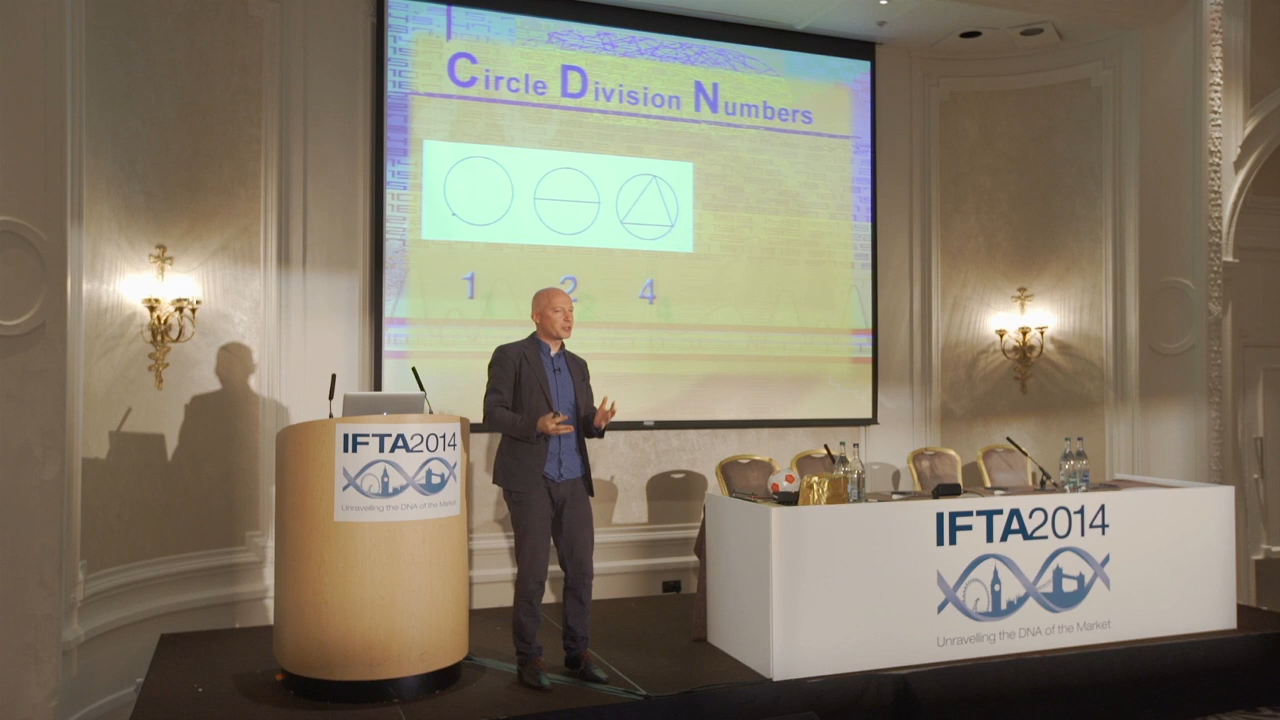 Circle Division Numbers
1 2 4
IFTA2014
Unravelling the DNA of the Market
IFTA2014
Unravelling the DNA of the Market